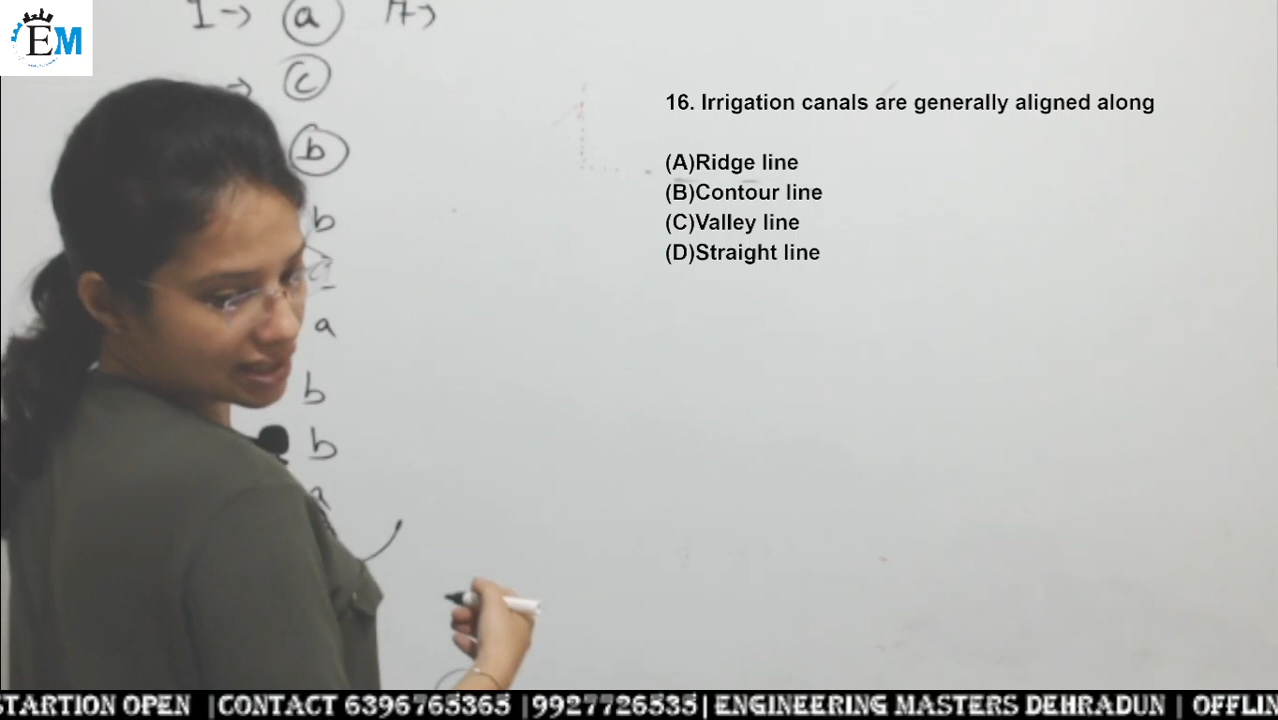 1 → a 17 →
EM
→ c
16. Irrigation canals are generally aligned along
b
(A)Ridge line
(B)Contour line
b
(C)Valley line
(D)Straight line
c
a
b
b
a
STARTION OPEN |CONTACT 6396765365 |9927726535| ENGINEERING MASTERS DEHRADUN | OFFLIN